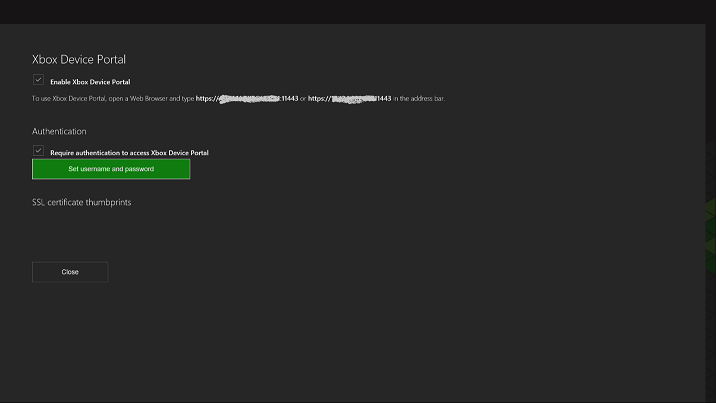 Xbox Device Portal
Enable Xbox Device Portal
To use Xbox Device Portal, open a Web Browser and type https:// :11443 or https:// 11443 in the address bar.
Authentication
Require authentication to access Xbox Device Portal
Set username and password
SSL certificate thumbprints
Close